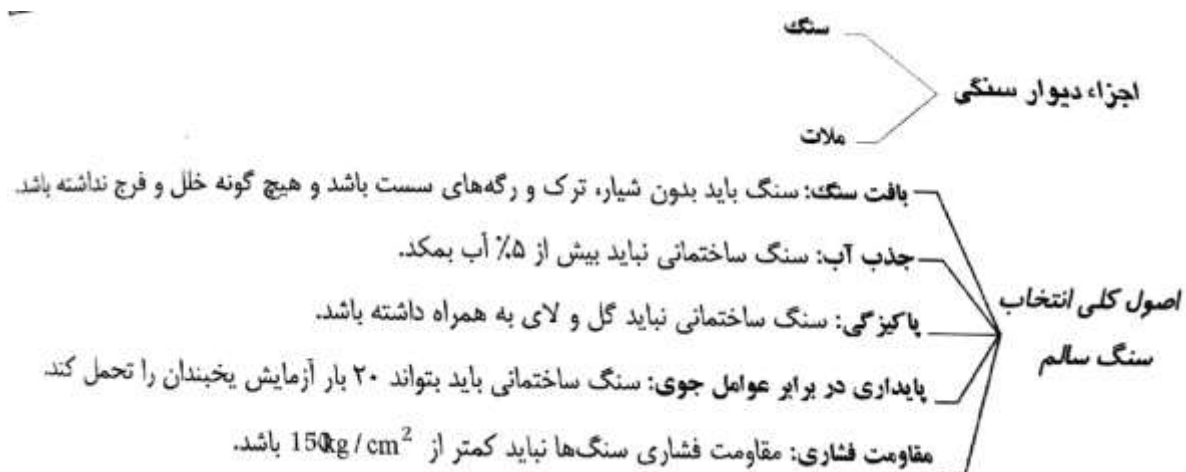 سنگ
اجزاء دیوار سنگی
ملات
بافت سنگ: سنگ باید بدون شیار، ترک و رگه‌های سست باشد و هیچ گونه خلل و فرج نداشته باشد.
جذب آب: سنگ ساختمانی نباید بیش از ۵٪ آب بمکد.
اصول کلی انتخاب
پاکیزگی: سنگ ساختمانی نباید گل و لای به همراه داشته باشد.
سنگ سالم
پایداری در برابر عوامل جوی: سنگ ساختمانی باید بتواند ۲۰ بار آزمایش یخبندان را تحمل کند.
مقاومت فشاری: مقاومت فشاری سنگ‌ها نباید کمتر از 150kg/cm² باشد.